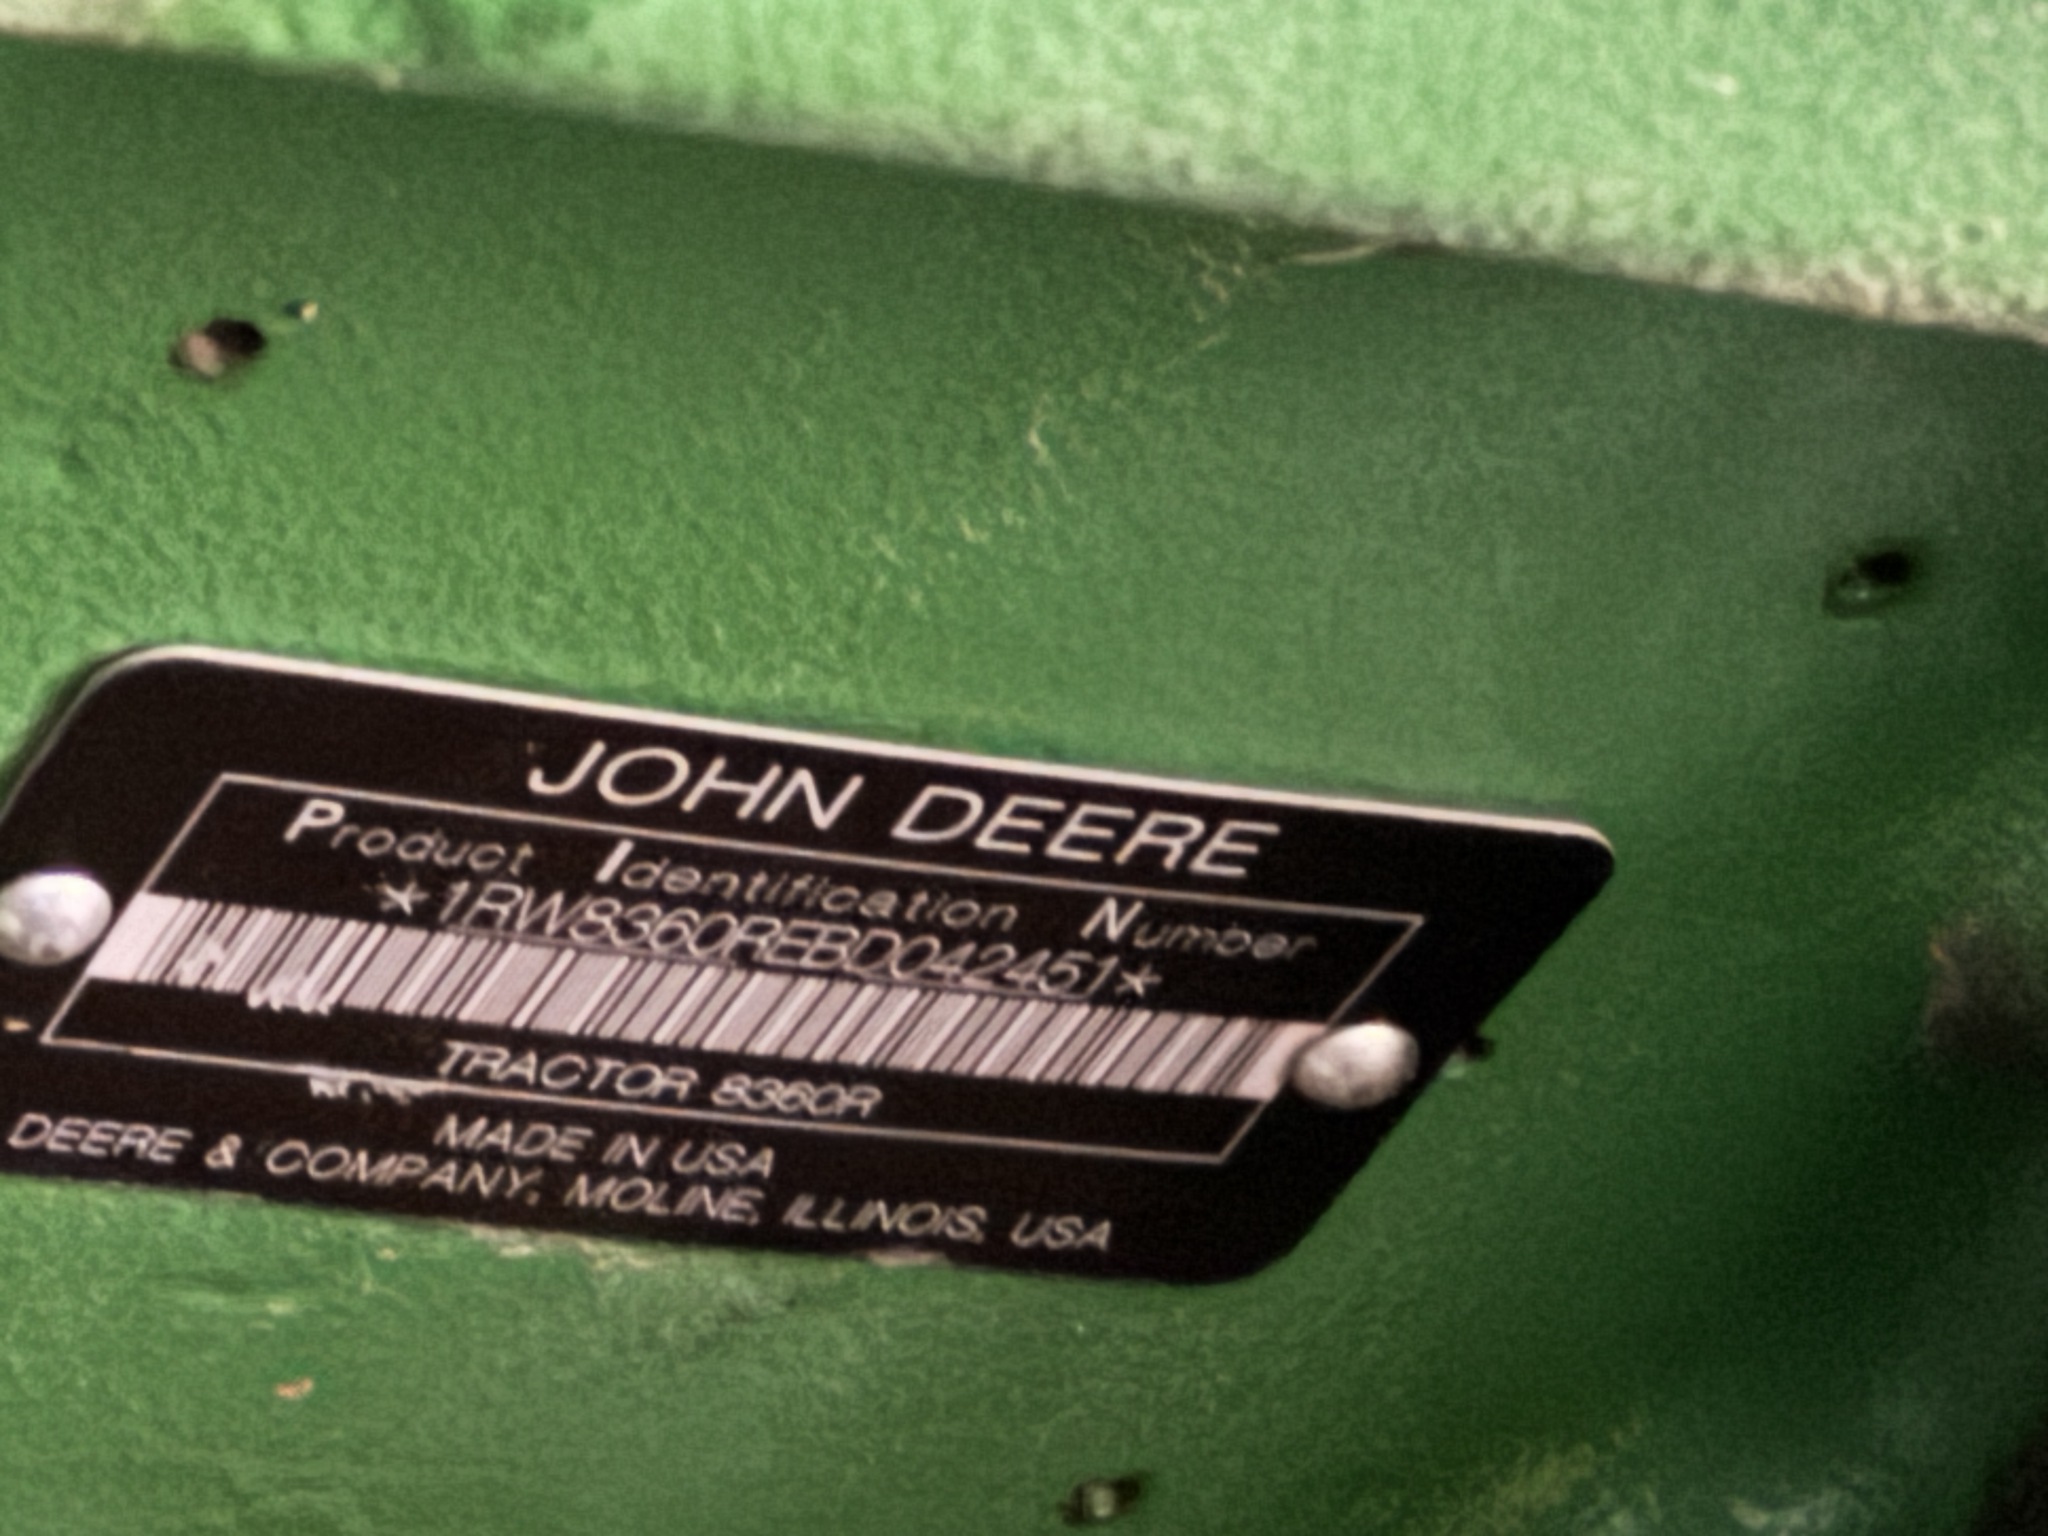 JOHN DEERE
Product Identification Number
*1RW8360REBD042451*
TRACTOR 8360R
MADE IN USA
DEERE & COMPANY, MOLINE, ILLINOIS, USA